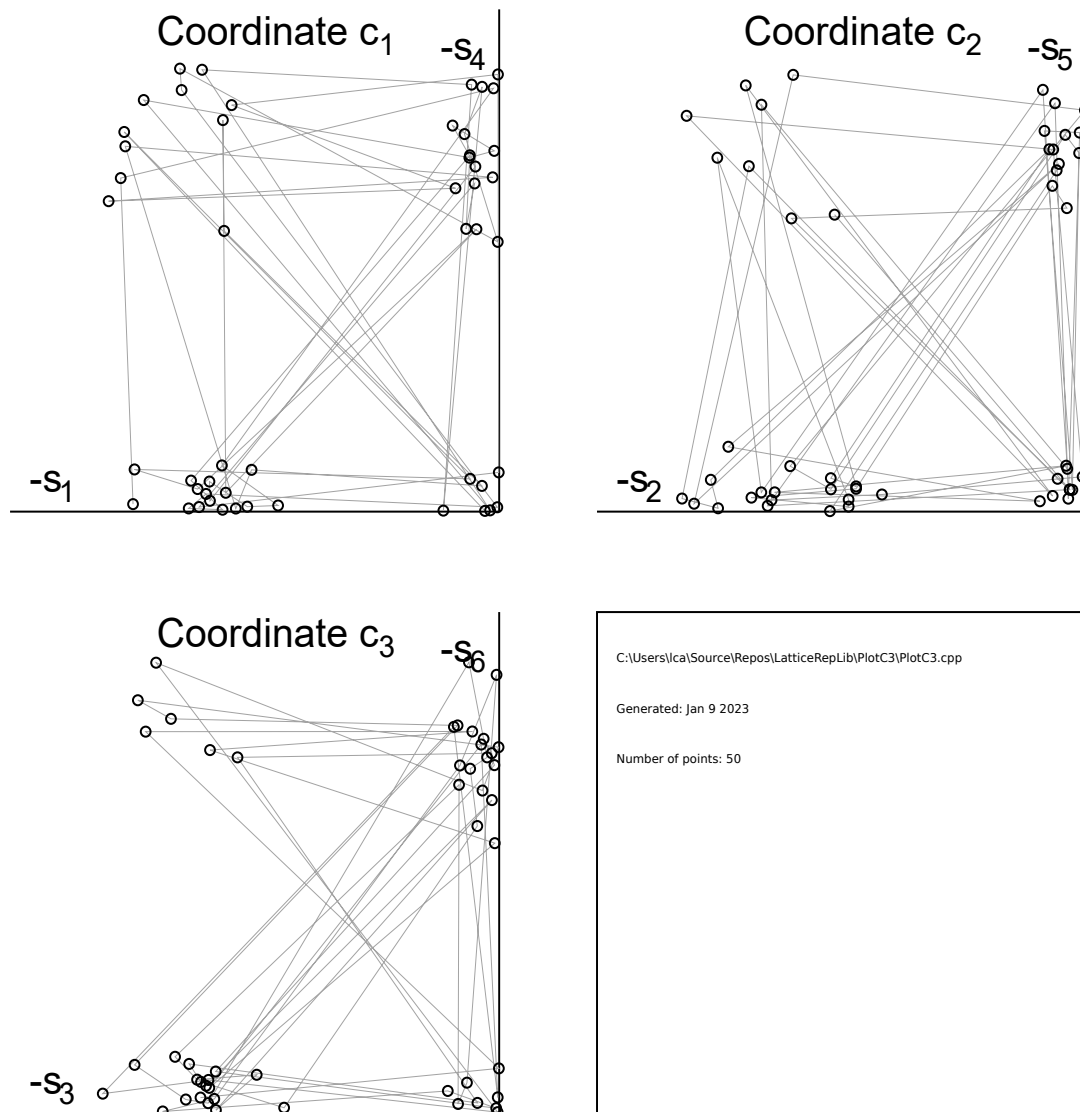 Coordinate c1
-s4
-s1
Coordinate c2
-s5
-s2
Coordinate c3
-s6
-s3
C:\Users\lca\Source\Repos\LatticeRepLib\PlotC3\PlotC3.cpp
Generated: Jan 9 2023
Number of points: 50